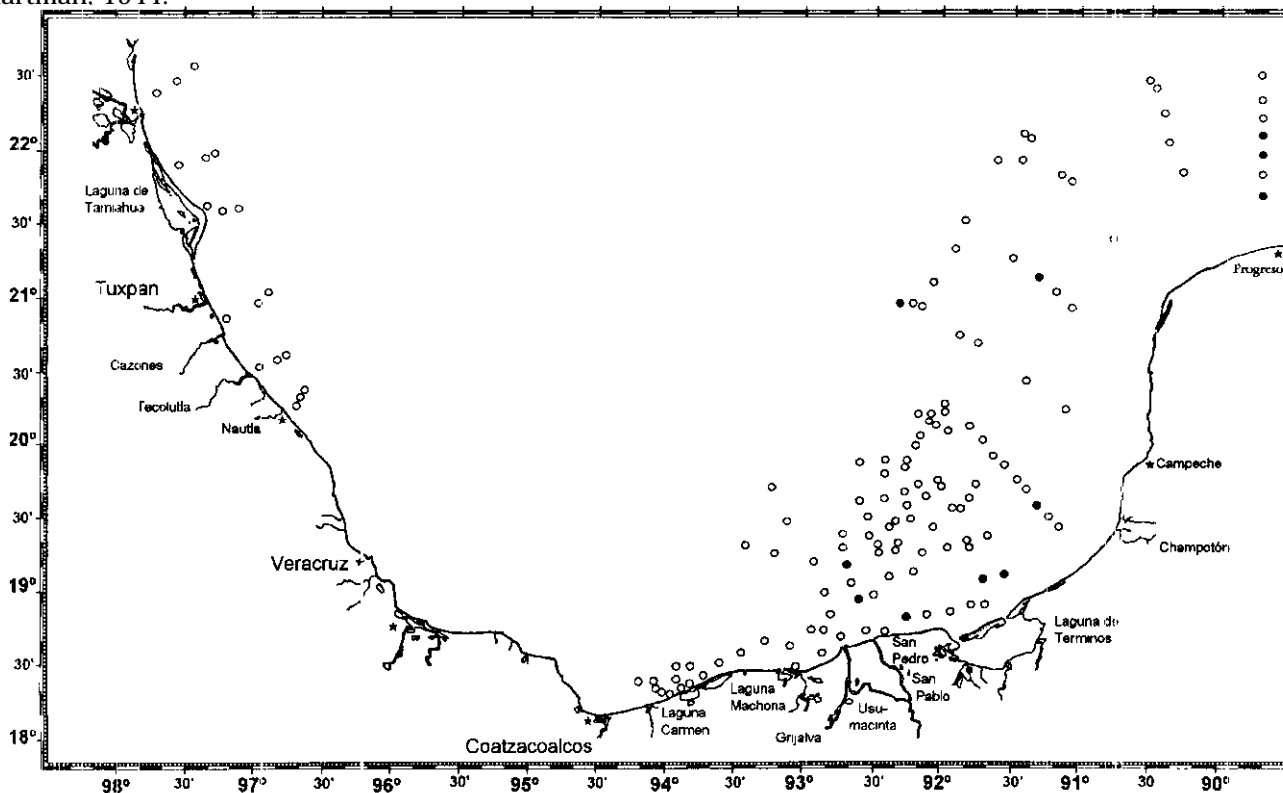 30'
22°
Laguna de
Tamiahua
30'
Progreso
21°
Tuxpan
Cazones
30'
Tecolutla
Nautla
20°
Campeche
30'
Champotón
Veracruz
19°
Laguna de
Terminos
San
Pedro
30'
San
Pablo
Laguna
Machona
Laguna
Carmen
Usu-
macinta
Grijalva
18°
Coatzacoalcos
98° 30' 97° 30' 96° 30' 95° 30' 94° 30' 93° 30' 92° 30' 91° 30' 90°